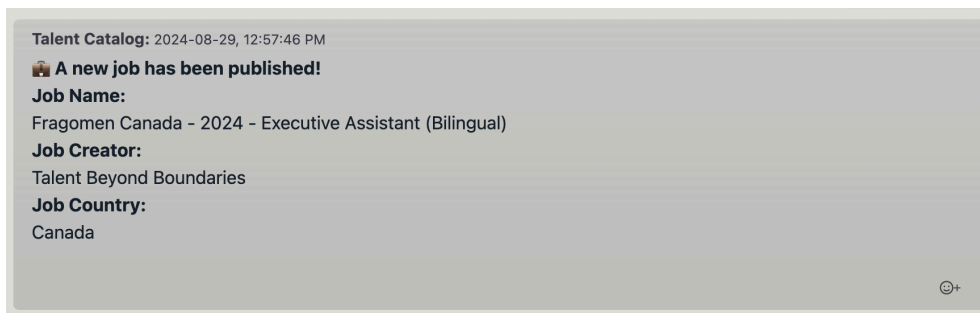 Talent Catalog: 2024-08-29, 12:57:46 PM
💼 A new job has been published!
Job Name:
Fragomen Canada - 2024 - Executive Assistant (Bilingual)
Job Creator:
Talent Beyond Boundaries
Job Country:
Canada